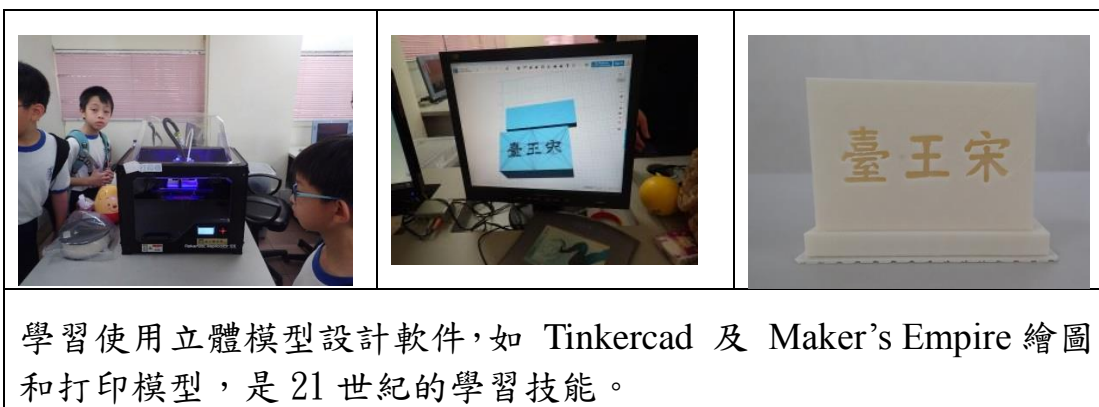 臺王宋
臺王宋
學習使用立體模型設計軟件，如 Tinkercad 及 Maker's Empire 繪圖
和打印模型，是 21 世紀的學習技能。